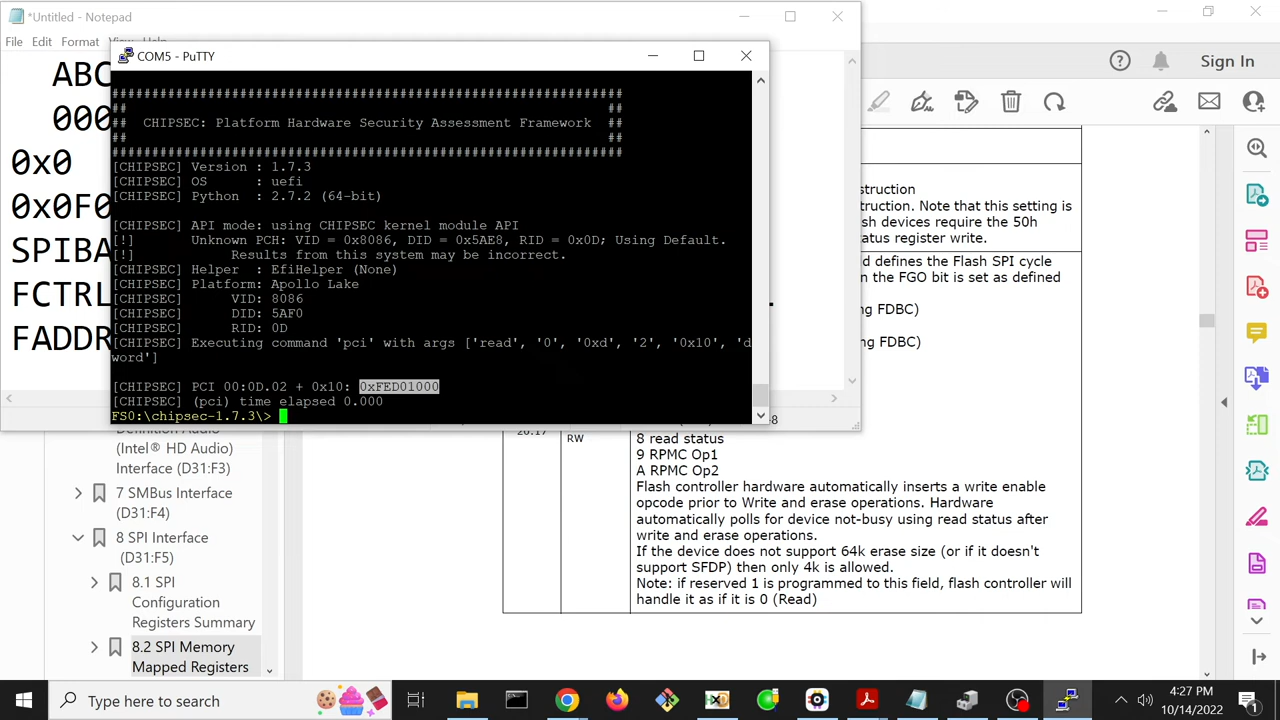 *Untitled - Notepad
File Edit Format View
ABC
000
0x0
0x0F0
SPIBA
FCTRL
FADDR
COM5 - PuTTY
################################################################
## ##
## CHIPSEC: Platform Hardware Security Assessment Framework ##
## ##
################################################################
[CHIPSEC] Version : 1.7.3
[CHIPSEC] OS : uefi
[CHIPSEC] Python : 2.7.2 (64-bit)
[CHIPSEC] API mode: using CHIPSEC kernel module API
[!] Unknown PCH: VID = 0x8086, DID = 0x5AE8, RID = 0x0D; Using Default.
[!] Results from this system may be incorrect.
[CHIPSEC] Helper : EfiHelper (None)
[CHIPSEC] Platform: Apollo Lake
[CHIPSEC] VID: 8086
[CHIPSEC] DID: 5AF0
[CHIPSEC] RID: 0D
[CHIPSEC] Executing command 'pci' with args ['read', '0', '0xd', '2', '0x10', 'd
word']
[CHIPSEC] PCI 00:0D.02 + 0x10: 0xFED01000
[CHIPSEC] (pci) time elapsed 0.000
FS0:\chipsec-1.7.3\>
-8
Sign In
struction
truction. Note that this setting is
sh devices require the 50h
tatus register write.
d defines the Flash SPI cycle
n the FGO bit is set as defined
ng FDBC)
ng FDBC)
RW
8 read status
9 RPMC Op1
A RPMC Op2
Flash controller hardware automatically inserts a write enable
opcode prior to Write and erase operations. Hardware
automatically polls for device not-busy using read status after
write and erase operations.
If the device does not support 64k erase size (or if it doesn't
support SFDP) then only 4k is allowed.
Note: if reserved 1 is programmed to this field, flash controller will
handle it as if it is 0 (Read)
Definition Audio
(Intel® HD Audio)
Interface (D31:F3)
7 SMBus Interface
(D31:F4)
8 SPI Interface
(D31:F5)
8.1 SPI
Configuration
Registers Summary
8.2 SPI Memory
Mapped Registers
Type here to search
4:27 PM
10/14/2022
1